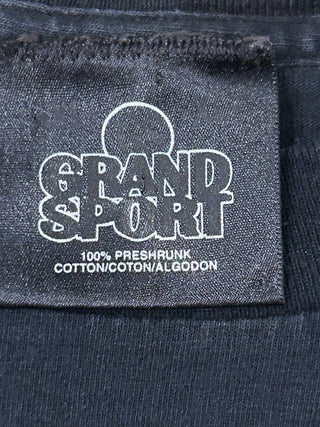 GRAND
SPORT
100% PRESHRUNK
COTTON/COTON/ALGODON